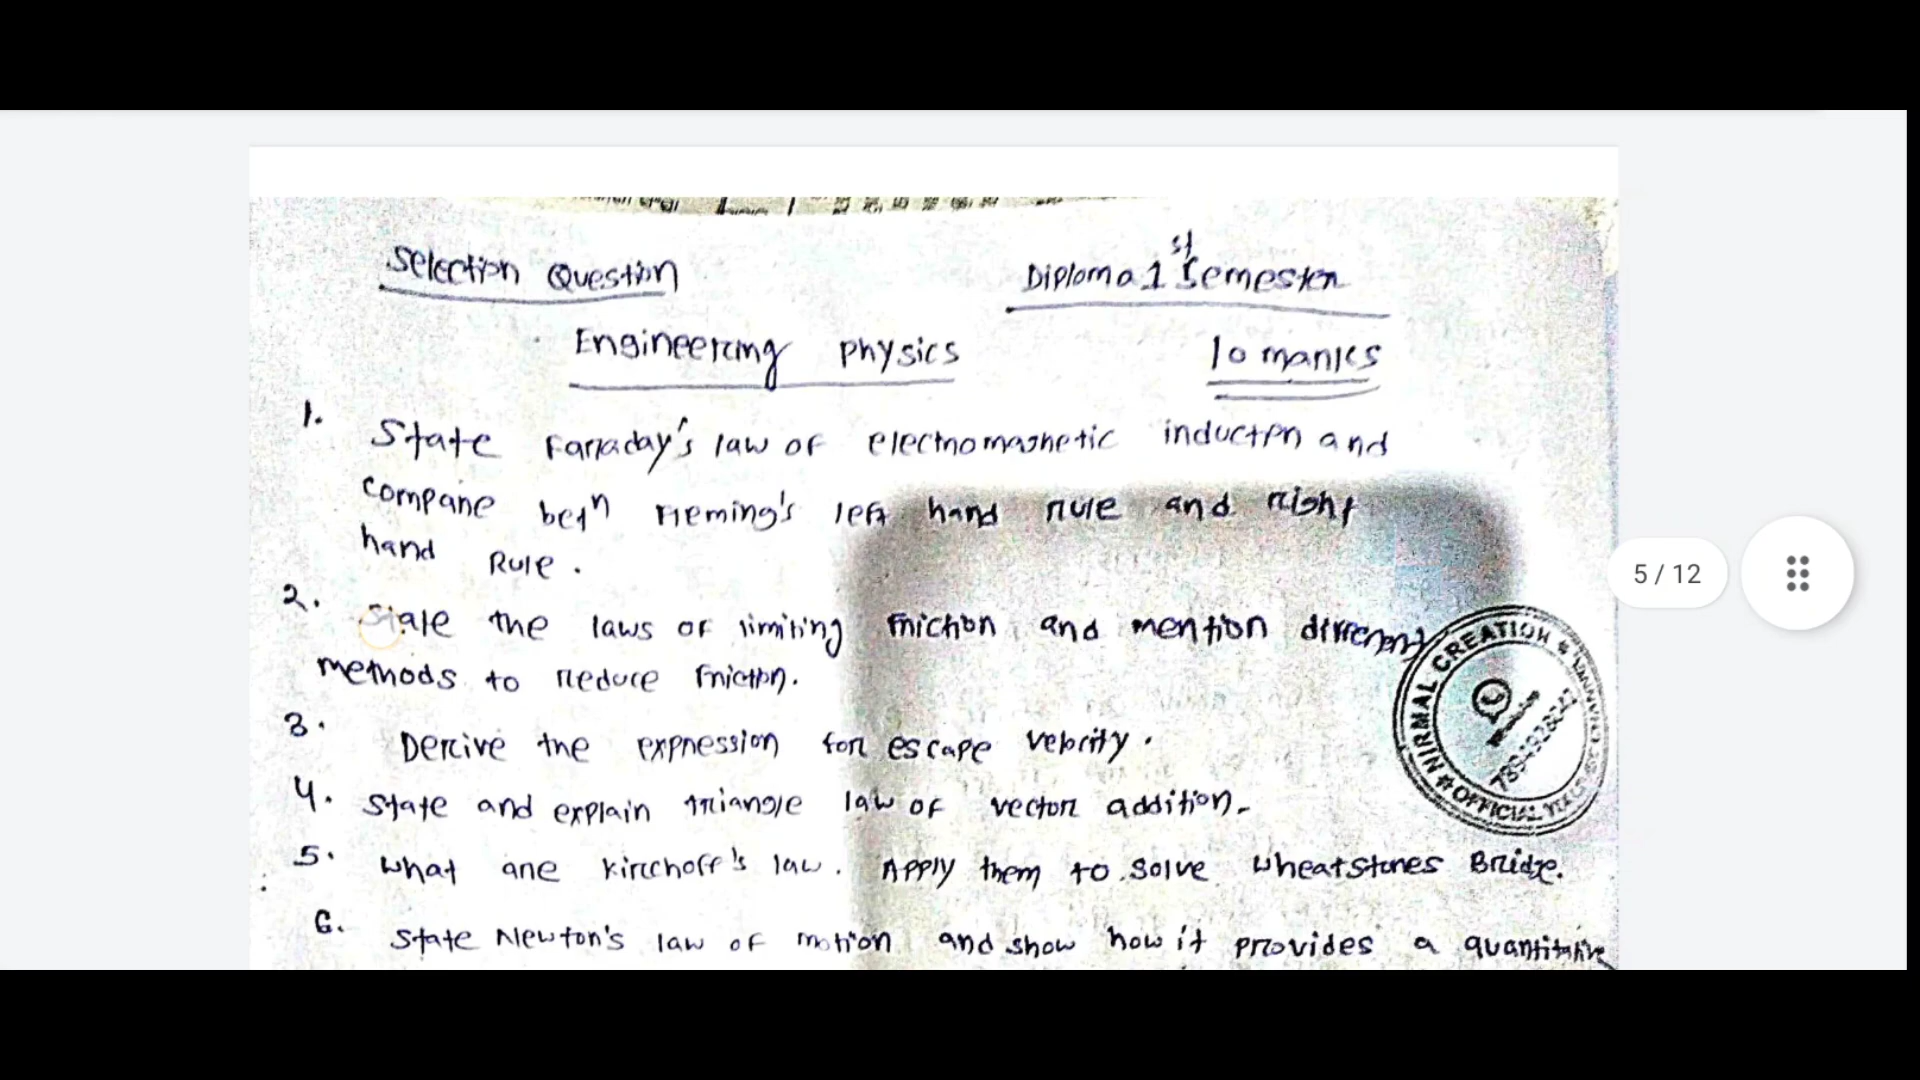 Selection Question
Diploma 1st Semester
Engineering Physics
10 marks
1. State Farraday's law of electromagnetic induction and
compare betn Fleming's left hand rule and right
hand Rule.
2. State the laws of limiting friction and mention different
methods to reduce friction.
3. Derive the expression for escape velocity.
4. State and explain triangle law of vector addition.
5. What are kirchoff's law. Apply them to solve wheatstones Bridge.
6. State Newton's law of motion and show how it provides a quantitative
5 / 12
NIRMAL CREATION
OFFICIAL